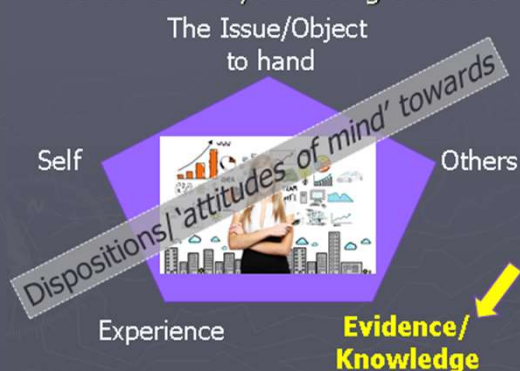 The Issue/Object
to hand
Dispositions/ 'attitudes of mind' towards
Self
Others
Experience
Evidence/
Knowledge